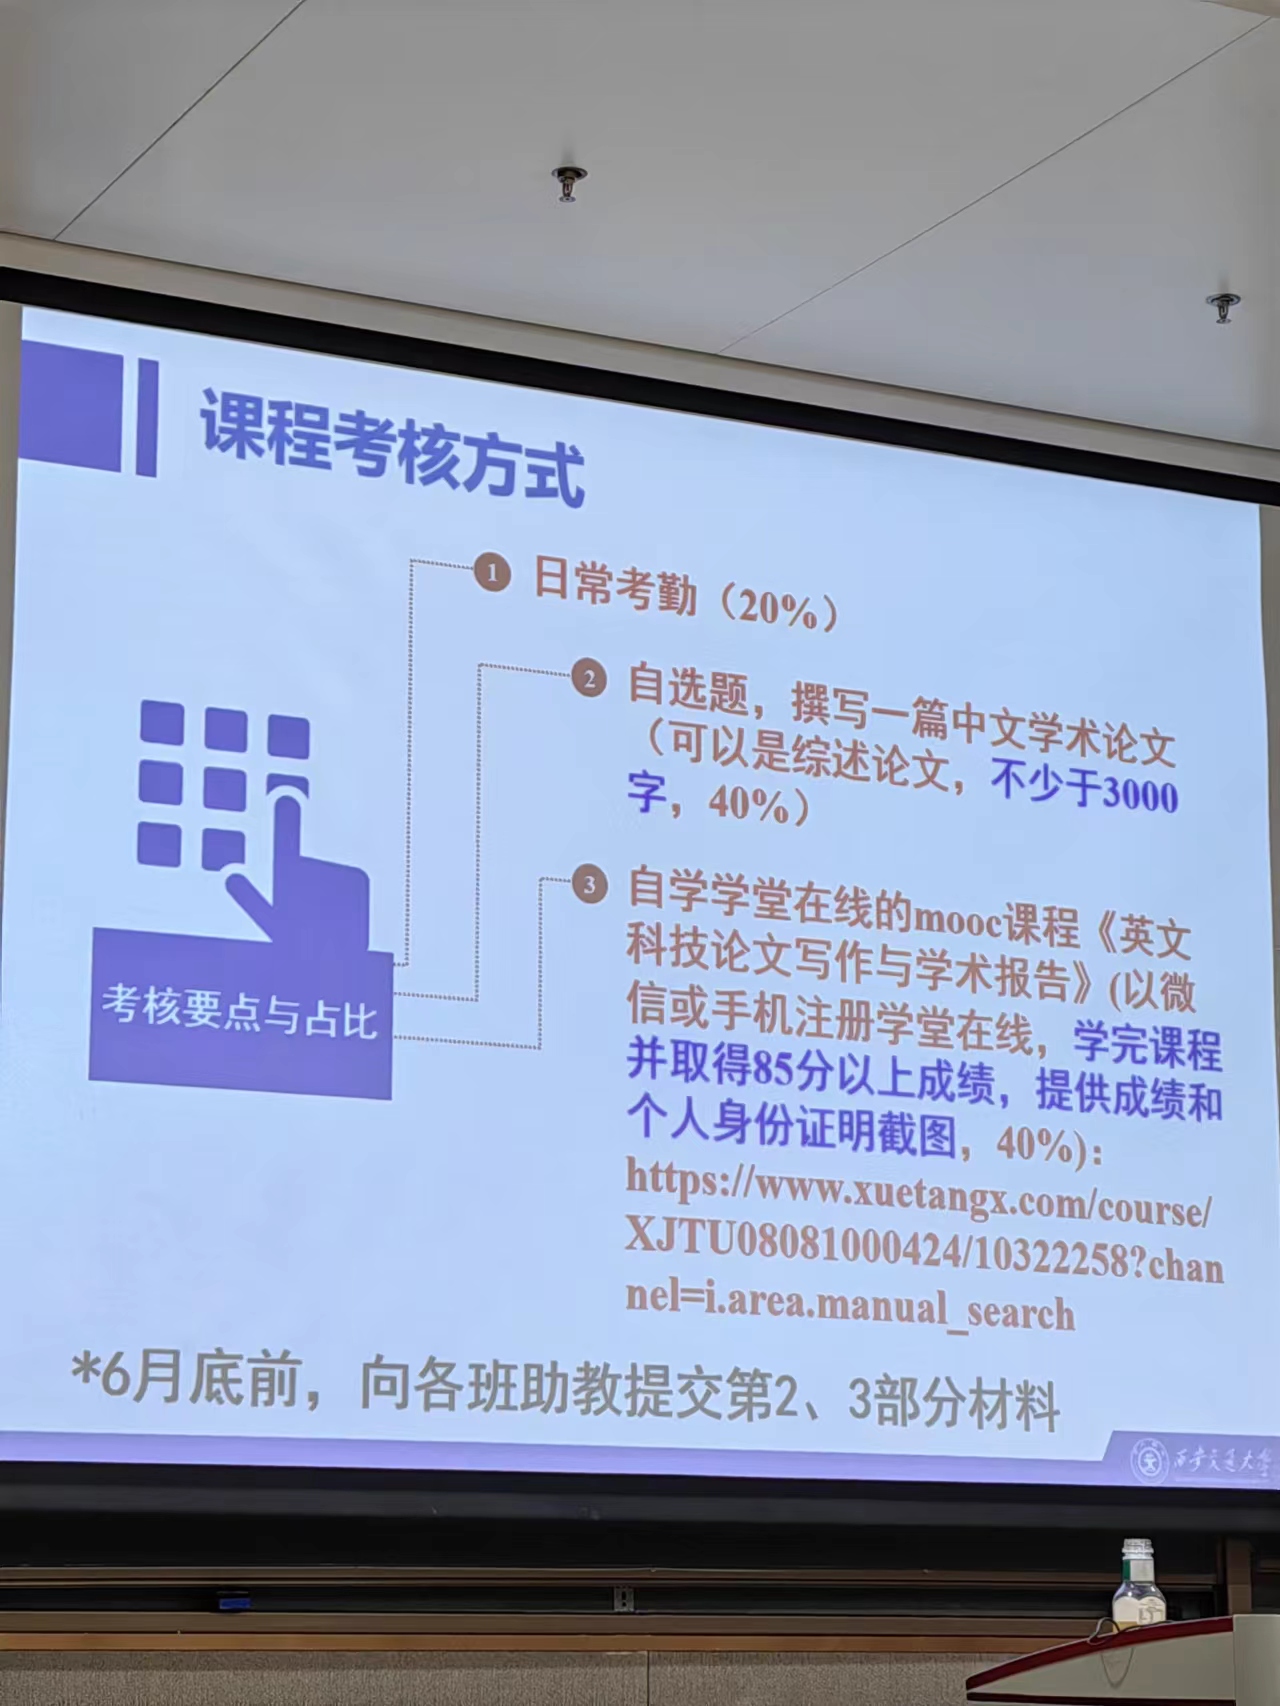 课程考核方式
1 日常考勤（20%）
2 自选题，撰写一篇中文学术论文
（可以是综述论文，不少于3000
字，40%）
3 自学学堂在线的mooc课程《英文
科技论文写作与学术报告》(以微
信或手机注册学堂在线，学完课程
并取得85分以上成绩，提供成绩和
个人身份证明截图，40%)：
https://www.xuetangx.com/course/
XJTU08081000424/10322258?chan
nel=i.area.manual_search
考核要点与占比
*6月底前，向各班助教提交第2、3部分材料
西安交通大学